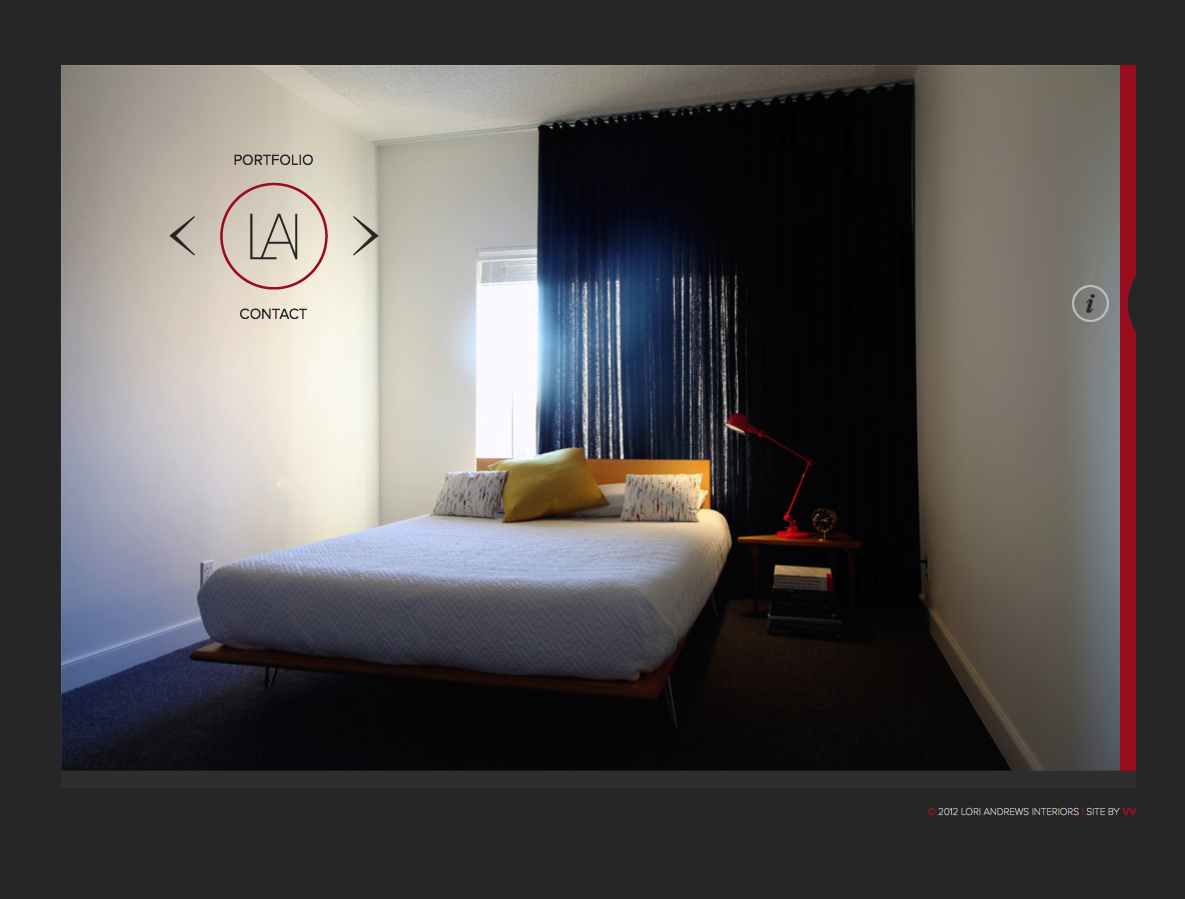 PORTFOLIO
LAI
CONTACT
i
© 2012 LORI ANDREWS INTERIORS | SITE BY VV